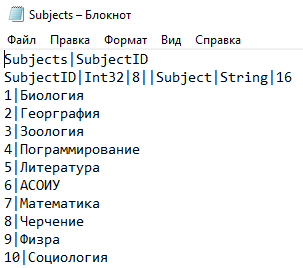 Subjects – Блокнот
Файл Правка Формат Вид Справка
Subjects|SubjectID
SubjectID|Int32|8||Subject|String|16
1|Биология
2|Георграфия
3|Зоология
4|Пограммирование
5|Литература
6|АСОИУ
7|Математика
8|Черчение
9|Физра
10|Социология